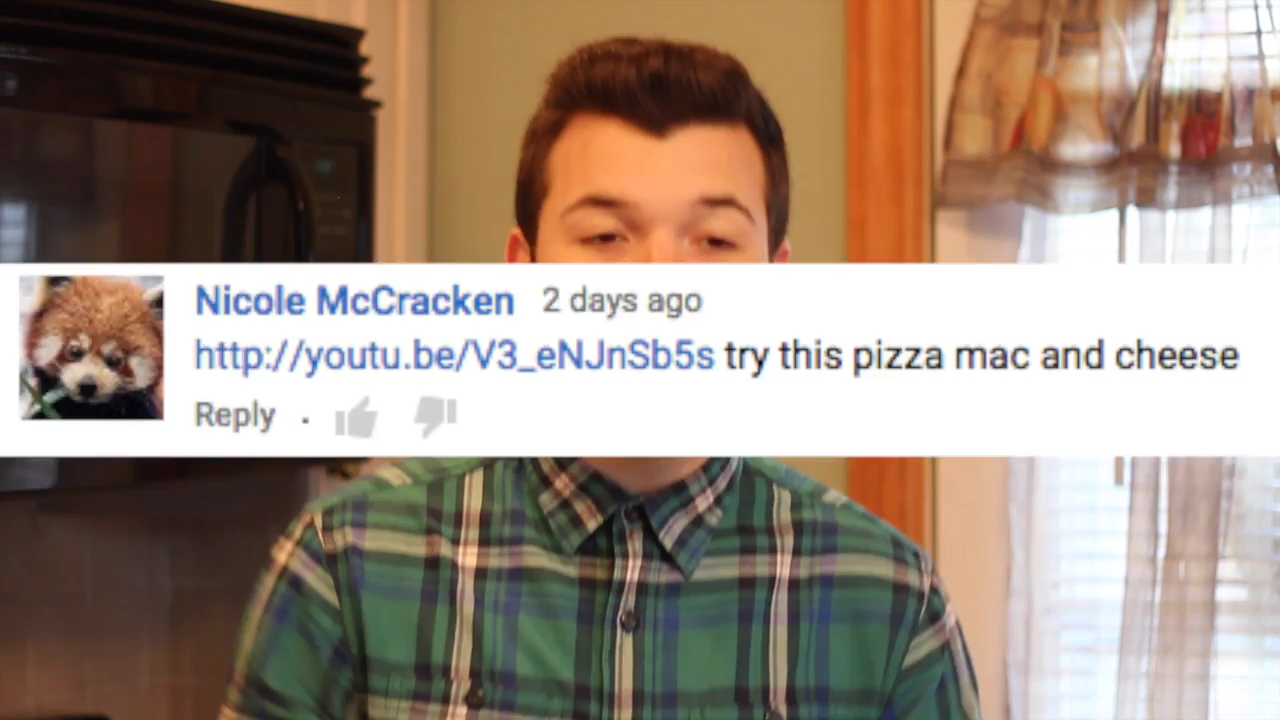 Nicole McCracken 2 days ago
http://youtu.be/V3_eNJnSb5s try this pizza mac and cheese
Reply .